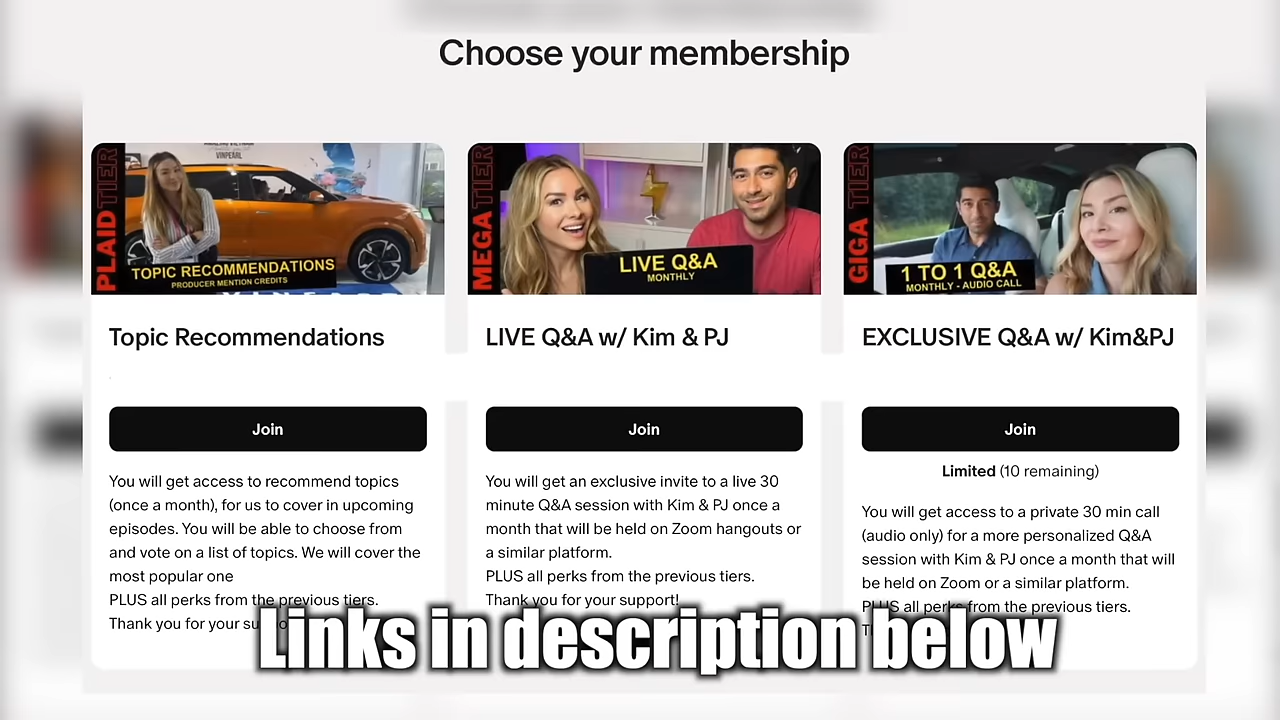 Choose your membership
PLAID TIER
VINPEARL
TOPIC RECOMMENDATIONS
PRODUCER MENTION CREDITS
Topic Recommendations
Join
You will get access to recommend topics
(once a month), for us to cover in upcoming
episodes. You will be able to choose from
and vote on a list of topics. We will cover the
most popular one
PLUS all perks from the previous tiers.
Thank you for your
MEGA TIER
LIVE Q&A
MONTHLY
LIVE Q&A w/ Kim & PJ
Join
You will get an exclusive invite to a live 30
minute Q&A session with Kim & PJ once a
month that will be held on Zoom hangouts or
a similar platform.
PLUS all perks from the previous tiers.
Thank you for your support!
GIGA TIER
1 TO 1 Q&A
MONTHLY - AUDIO CALL
EXCLUSIVE Q&A w/ Kim&PJ
Join
Limited (10 remaining)
You will get access to a private 30 min call
(audio only) for a more personalized Q&A
session with Kim & PJ once a month that will
be held on Zoom or a similar platform.
PLUS all perks from the previous tiers.
Links in description below